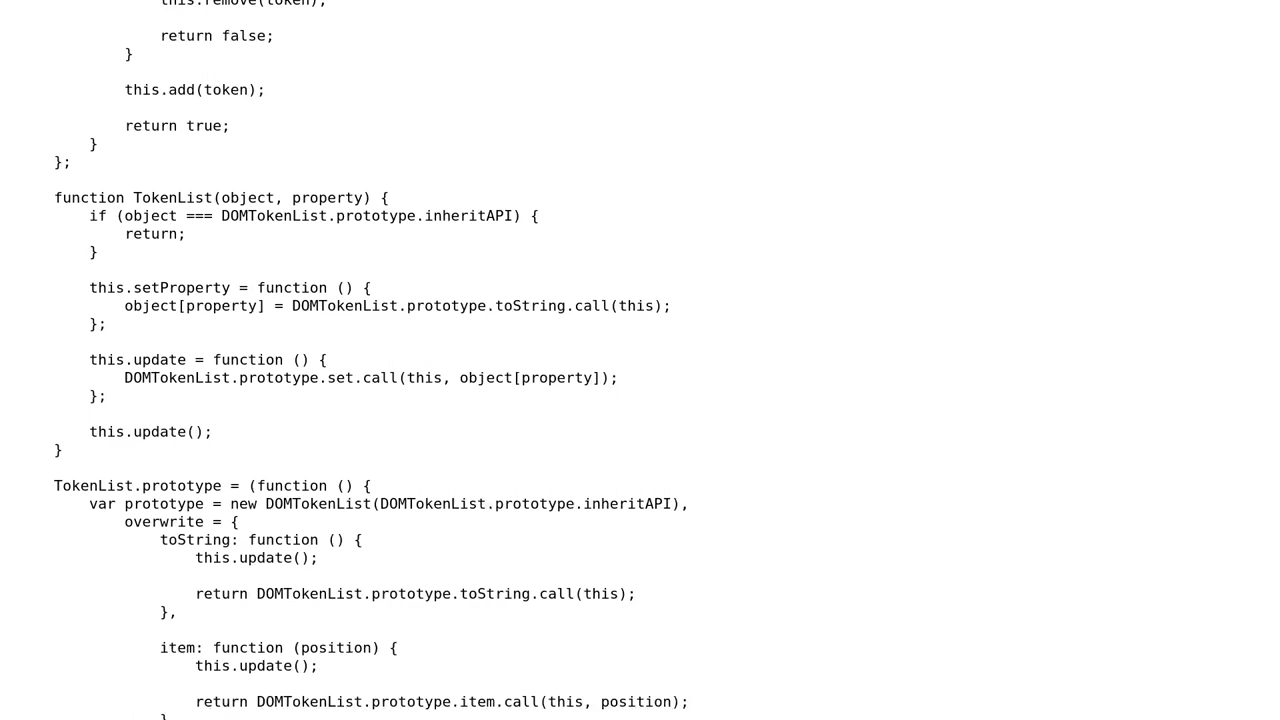 this.remove(token);
return false;
}
this.add(token);
return true;
}
};
function TokenList(object, property) {
if (object === DOMTokenList.prototype.inheritAPI) {
return;
}
this.setProperty = function () {
object[property] = DOMTokenList.prototype.toString.call(this);
};
this.update = function () {
DOMTokenList.prototype.set.call(this, object[property]);
};
this.update();
}
TokenList.prototype = (function () {
var prototype = new DOMTokenList(DOMTokenList.prototype.inheritAPI),
overwrite = {
toString: function () {
this.update();
return DOMTokenList.prototype.toString.call(this);
},
item: function (position) {
this.update();
return DOMTokenList.prototype.item.call(this, position);
}